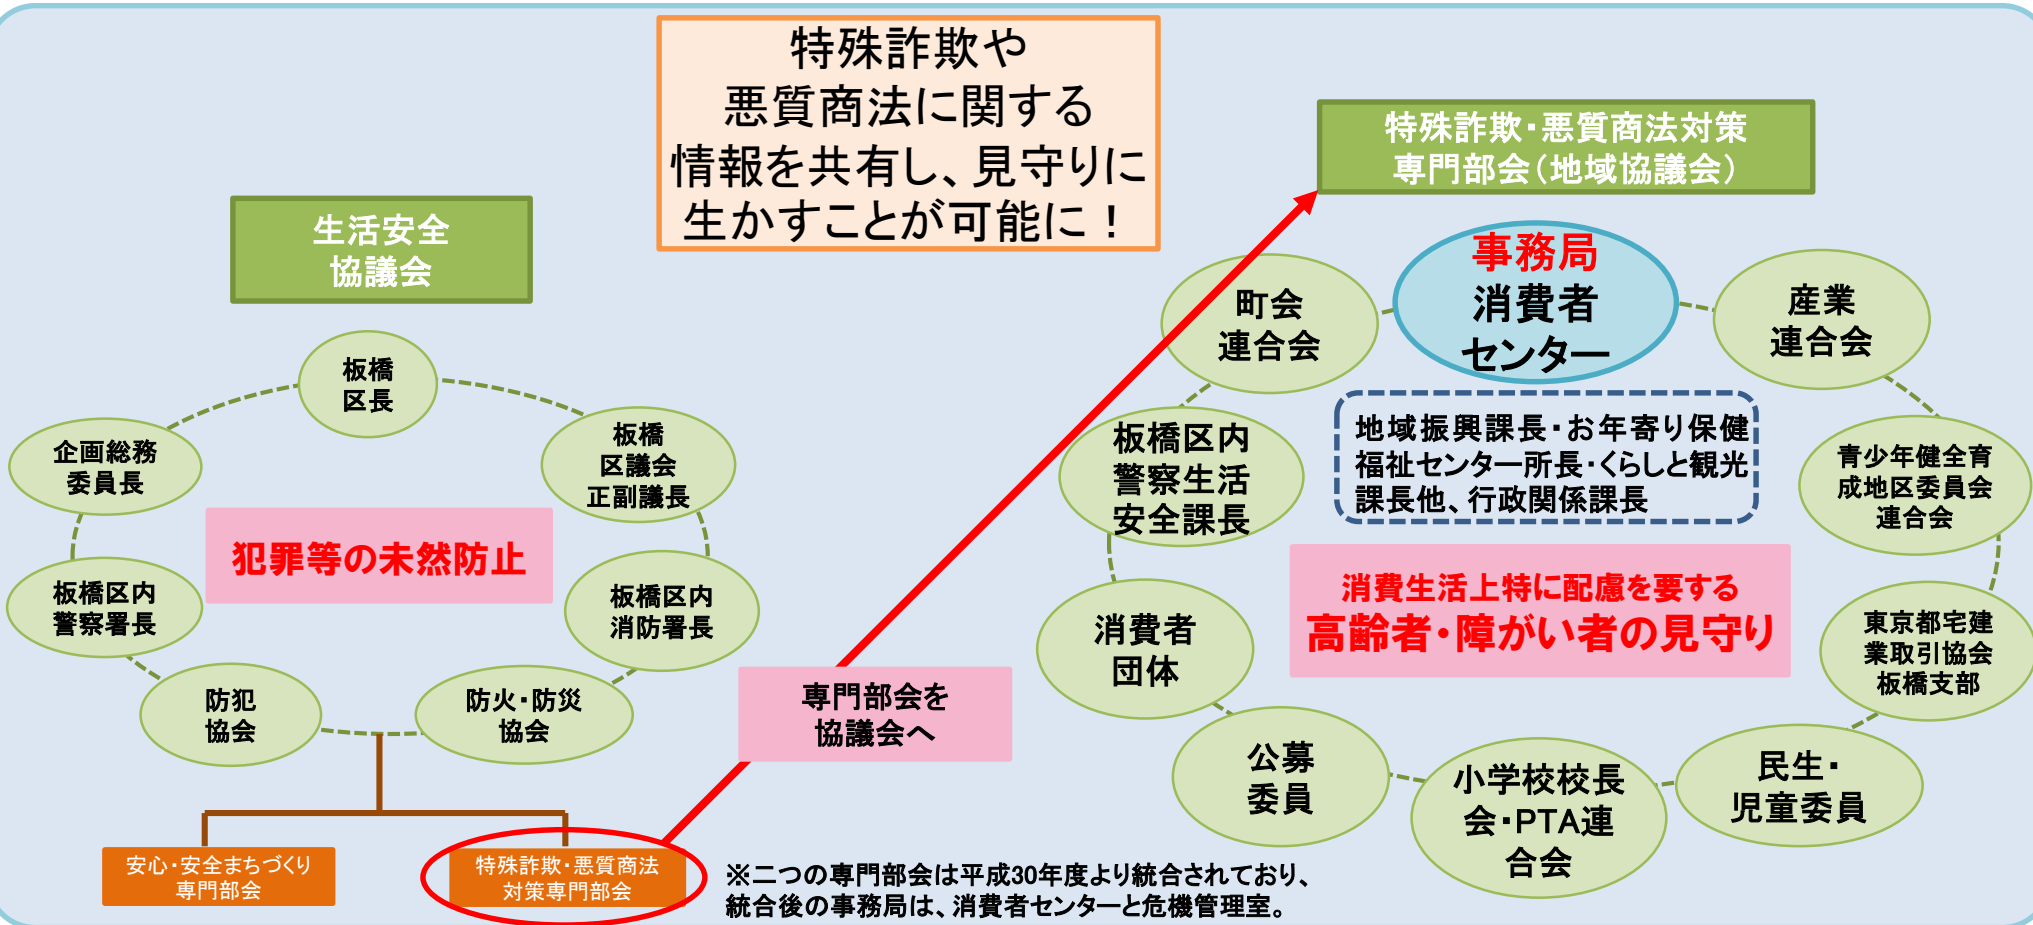 特殊詐欺や
悪質商法に関する
情報を共有し、見守りに
生かすことが可能に！
生活安全
協議会
板橋
区長
企画総務
委員長
板橋
区議会
正副議長
犯罪等の未然防止
板橋区内
警察署長
板橋区内
消防署長
防犯
協会
防火・防災
協会
安心・安全まちづくり
専門部会
特殊詐欺・悪質商法
対策専門部会
専門部会を
協議会へ
特殊詐欺・悪質商法対策
専門部会（地域協議会）
事務局
消費者
センター
町会
連合会
産業
連合会
地域振興課長・お年寄り保健
福祉センター所長・くらしと観光
課長他、行政関係課長
板橋区内
警察生活
安全課長
青少年健全育
成地区委員会
連合会
消費生活上特に配慮を要する
高齢者・障がい者の見守り
消費者
団体
東京都宅建
業取引協会
板橋支部
公募
委員
小学校校長
会・PTA連
合会
民生・
児童委員
※二つの専門部会は平成30年度より統合されており、
統合後の事務局は、消費者センターと危機管理室。